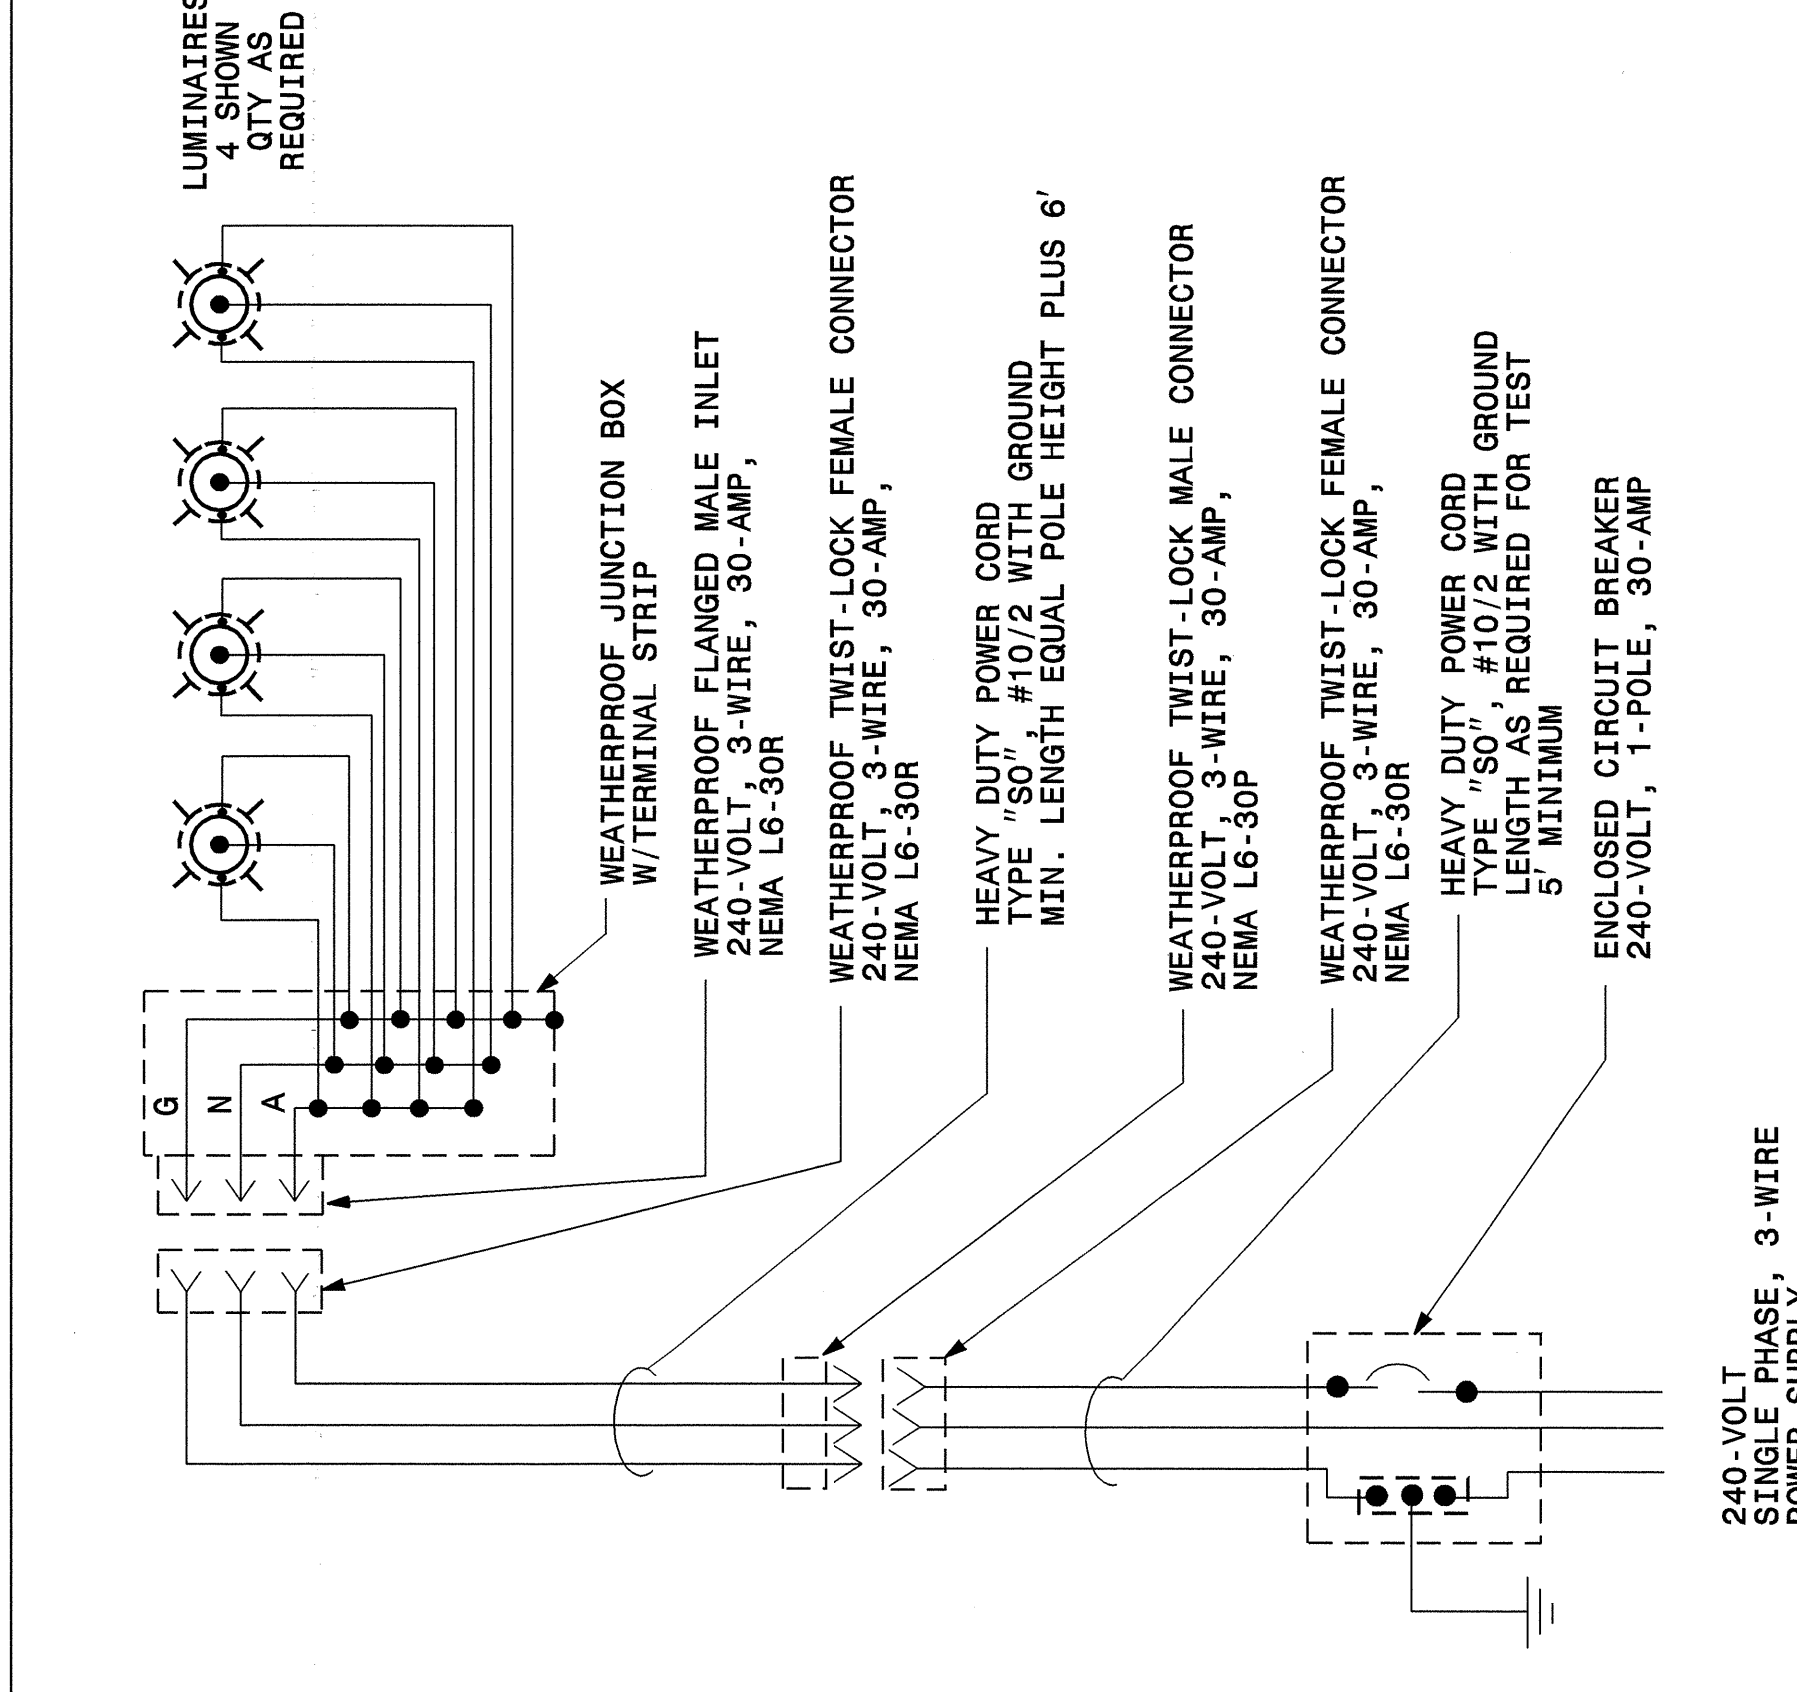 LUMINAIRES
4 SHOWN
QTY AS
REQUIRED
G
N
A
WEATHERPROOF JUNCTION BOX
W/TERMINAL STRIP
WEATHERPROOF FLANGED MALE INLET
240-VOLT, 3-WIRE, 30-AMP,
NEMA L6-30R
WEATHERPROOF TWIST-LOCK FEMALE CONNECTOR
240-VOLT, 3-WIRE, 30-AMP,
NEMA L6-30R
HEAVY DUTY POWER CORD
TYPE "SO", #10/2 WITH GROUND
MIN. LENGTH EQUAL POLE HEIGHT PLUS 6'
WEATHERPROOF TWIST-LOCK MALE CONNECTOR
240-VOLT, 3-WIRE, 30-AMP,
NEMA L6-30P
WEATHERPROOF TWIST-LOCK FEMALE CONNECTOR
240-VOLT, 3-WIRE, 30-AMP,
NEMA L6-30R
HEAVY DUTY POWER CORD
TYPE "SO", #10/2 WITH GROUND
LENGTH AS REQUIRED FOR TEST
5' MINIMUM
ENCLOSED CIRCUIT BREAKER
240-VOLT, 1-POLE, 30-AMP
240-VOLT
SINGLE PHASE, 3-WIRE
POWER SUPPLY